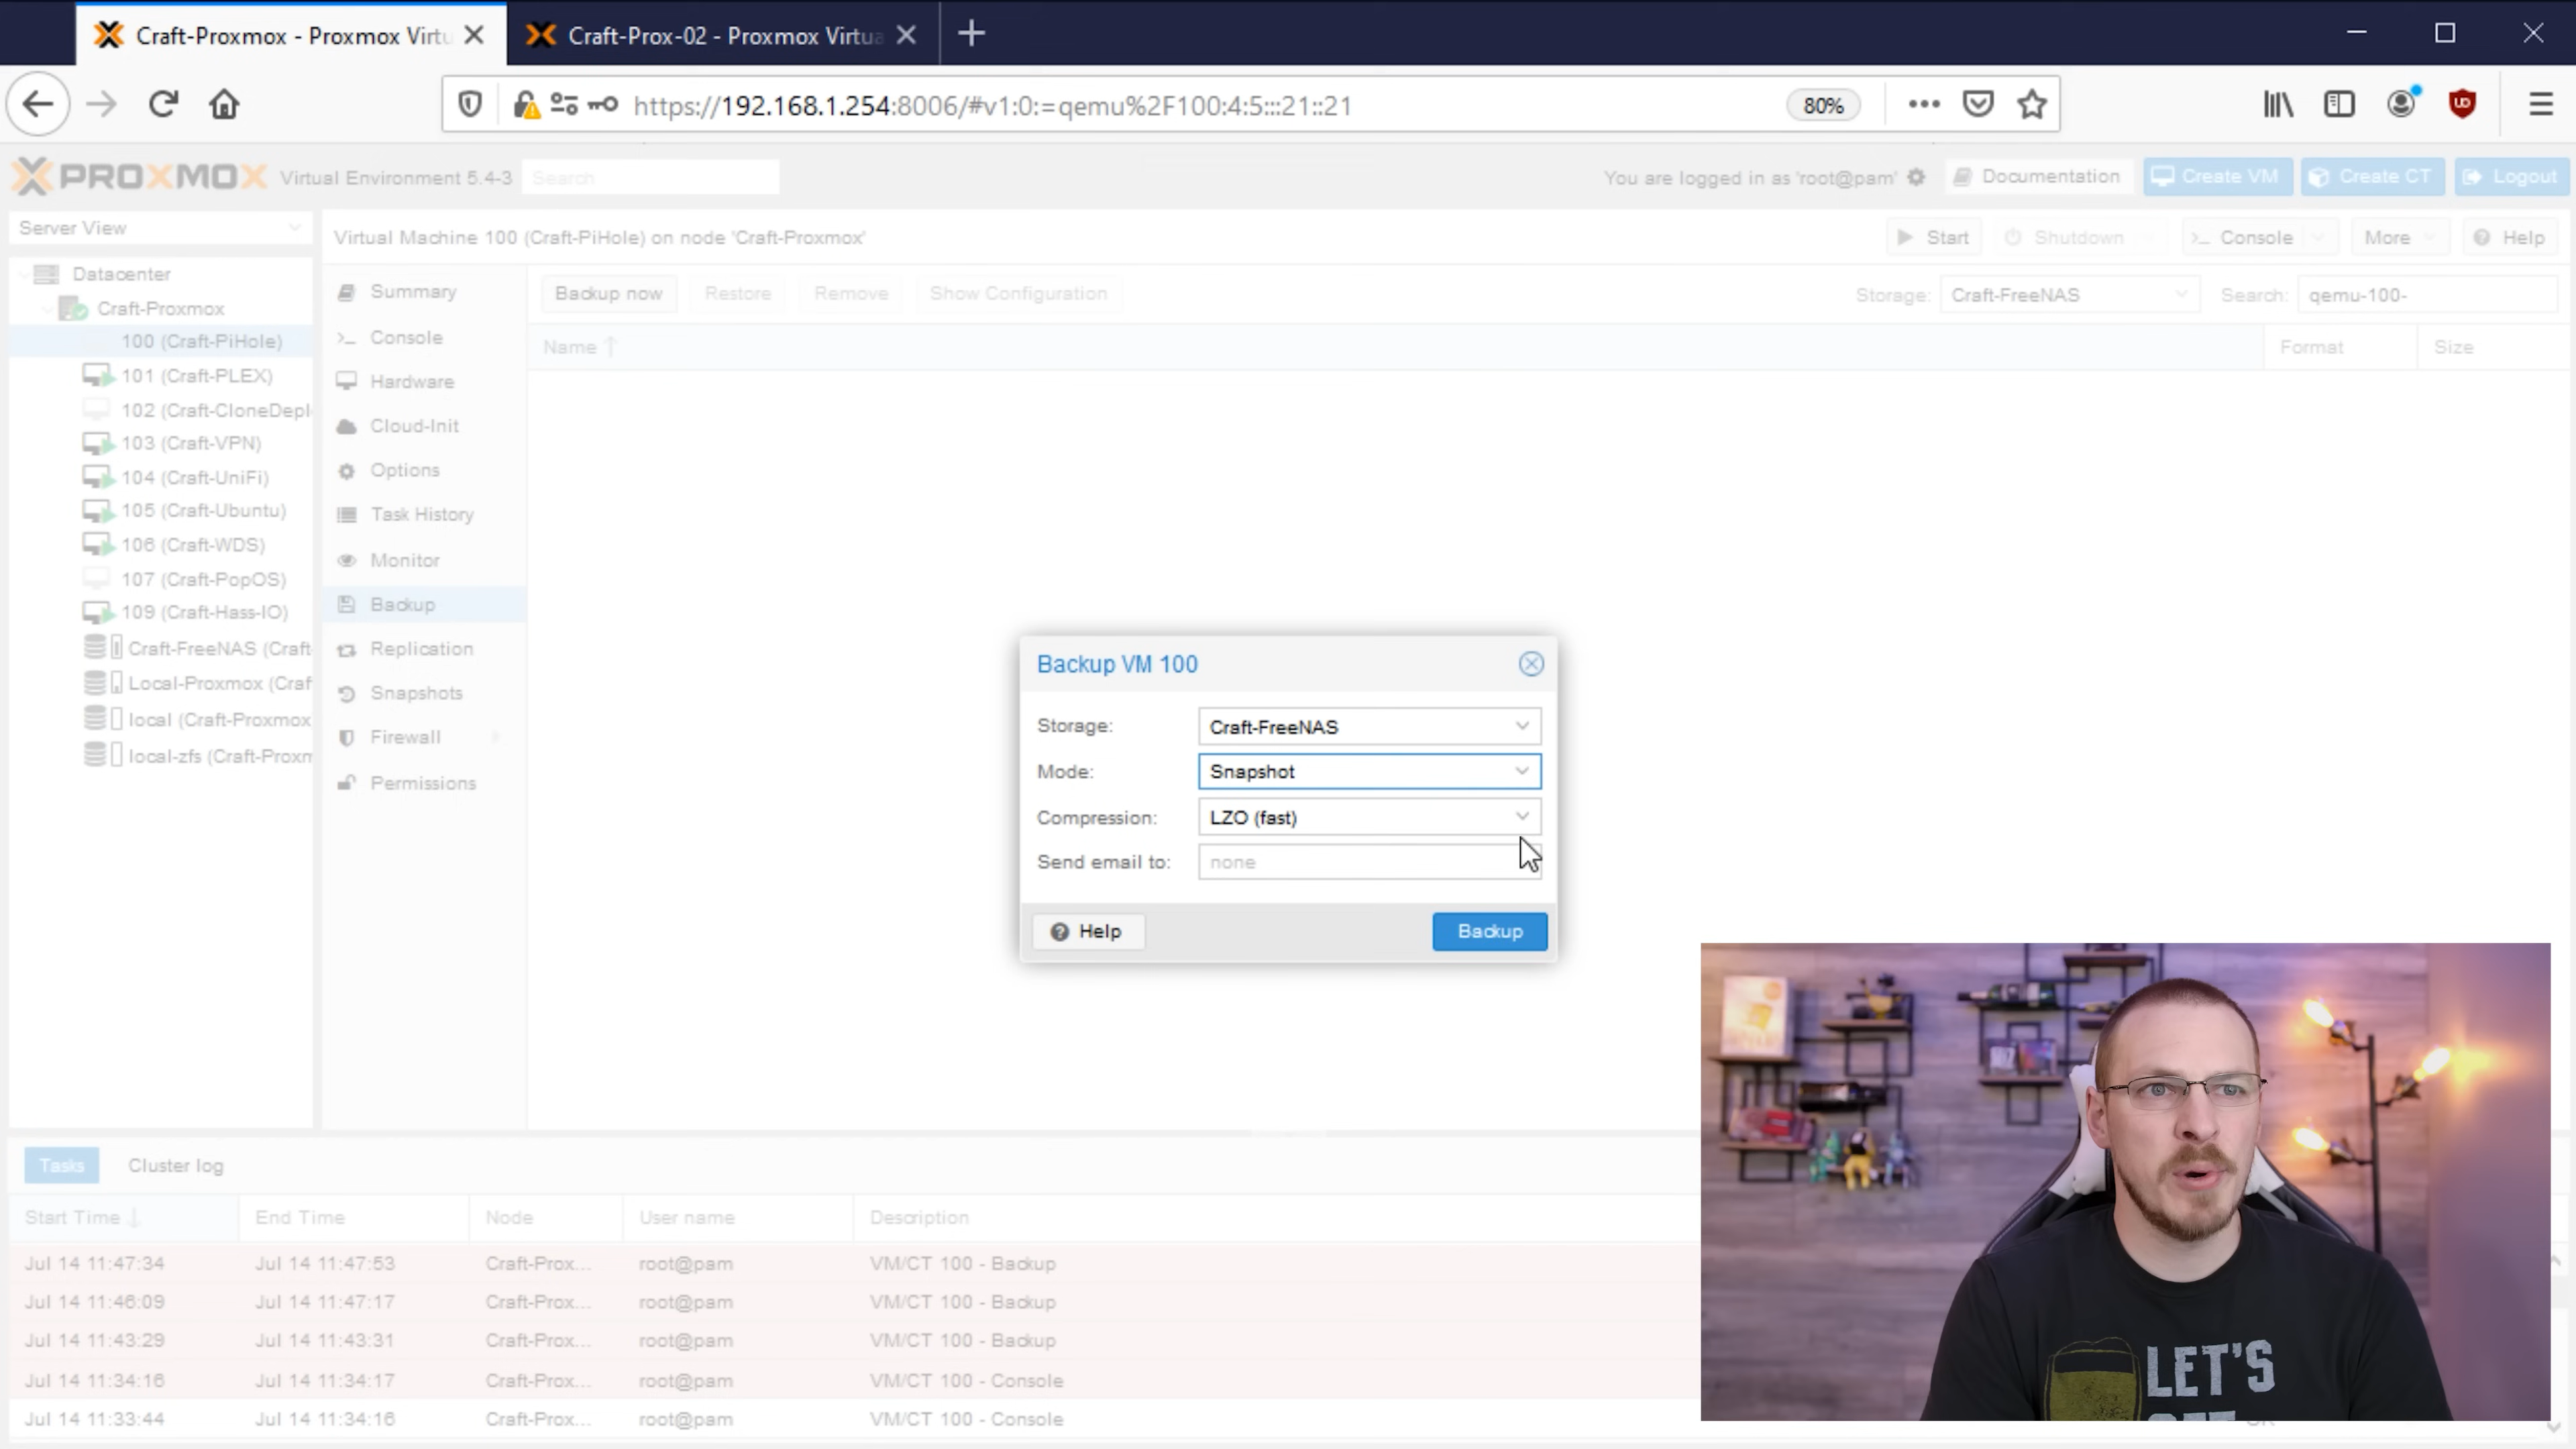 Craft-Proxmox - Proxmox Virtu
Craft-Prox-02 - Proxmox Virtua
https://192.168.1.254:8006/#v1:0:=qemu%2F100:4:5:::21::21
80%
PROXMOX Virtual Environment 5.4-3 Search
You are logged in as 'root@pam' Documentation Create VM Create CT Logout
Server View
Virtual Machine 100 (Craft-PiHole) on node 'Craft-Proxmox'
Start Shutdown Console More Help
Datacenter
Craft-Proxmox
100 (Craft-PiHole)
101 (Craft-PLEX)
102 (Craft-CloneDepl
103 (Craft-VPN)
104 (Craft-UniFi)
105 (Craft-Ubuntu)
106 (Craft-WDS)
107 (Craft-PopOS)
109 (Craft-Hass-IO)
Craft-FreeNAS (Craft-
Local-Proxmox (Craf
local (Craft-Proxmox
local-zfs (Craft-Proxm
Summary
Console
Hardware
Cloud-Init
Options
Task History
Monitor
Backup
Replication
Snapshots
Firewall
Permissions
Backup now Restore Remove Show Configuration
Storage: Craft-FreeNAS Search: qemu-100-
Name Format Size
Backup VM 100
Storage: Craft-FreeNAS
Mode: Snapshot
Compression: LZO (fast)
Send email to: none
Help Backup
Tasks Cluster log
Start Time End Time Node User name Description
Jul 14 11:47:34 Jul 14 11:47:53 Craft-Prox... root@pam VM/CT 100 - Backup
Jul 14 11:46:09 Jul 14 11:47:17 Craft-Prox... root@pam VM/CT 100 - Backup
Jul 14 11:43:29 Jul 14 11:43:31 Craft-Prox... root@pam VM/CT 100 - Backup
Jul 14 11:34:16 Jul 14 11:34:17 Craft-Prox... root@pam VM/CT 100 - Console
Jul 14 11:33:44 Jul 14 11:34:16 Craft-Prox... root@pam VM/CT 100 - Console
LET'S